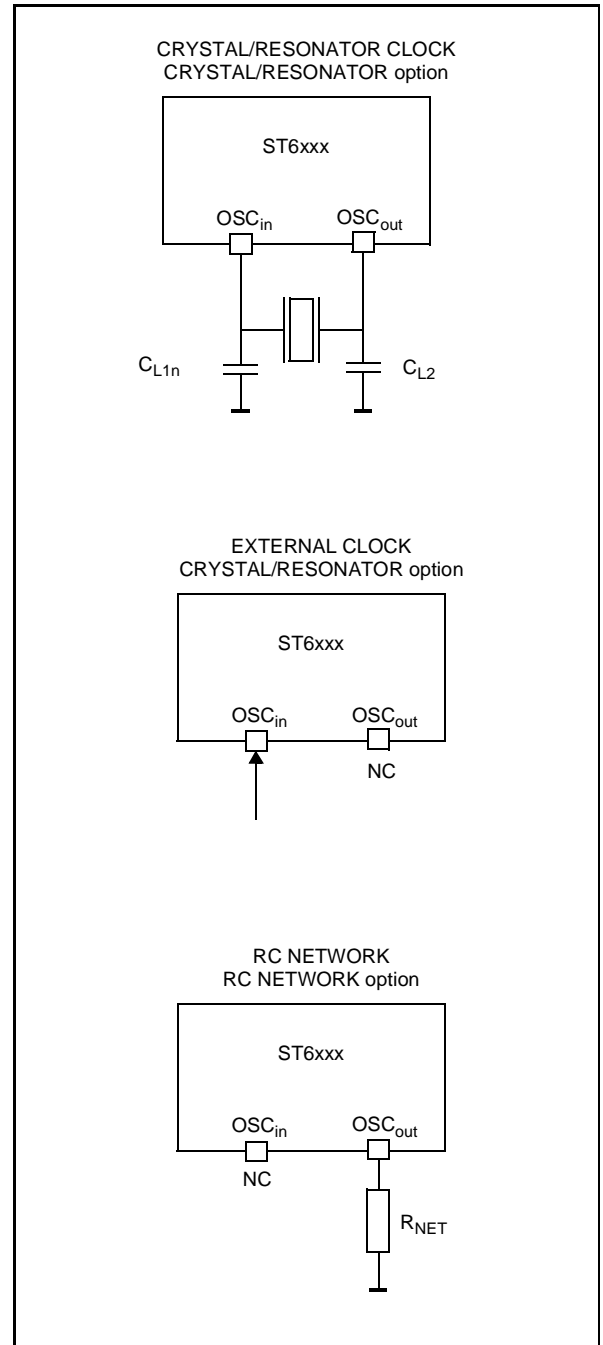 CRYSTAL/RESONATOR CLOCK
CRYSTAL/RESONATOR option
ST6xxx
OSCin OSCout
CL1n CL2
EXTERNAL CLOCK
CRYSTAL/RESONATOR option
ST6xxx
OSCin OSCout
NC
RC NETWORK
RC NETWORK option
ST6xxx
OSCin OSCout
NC
RNET